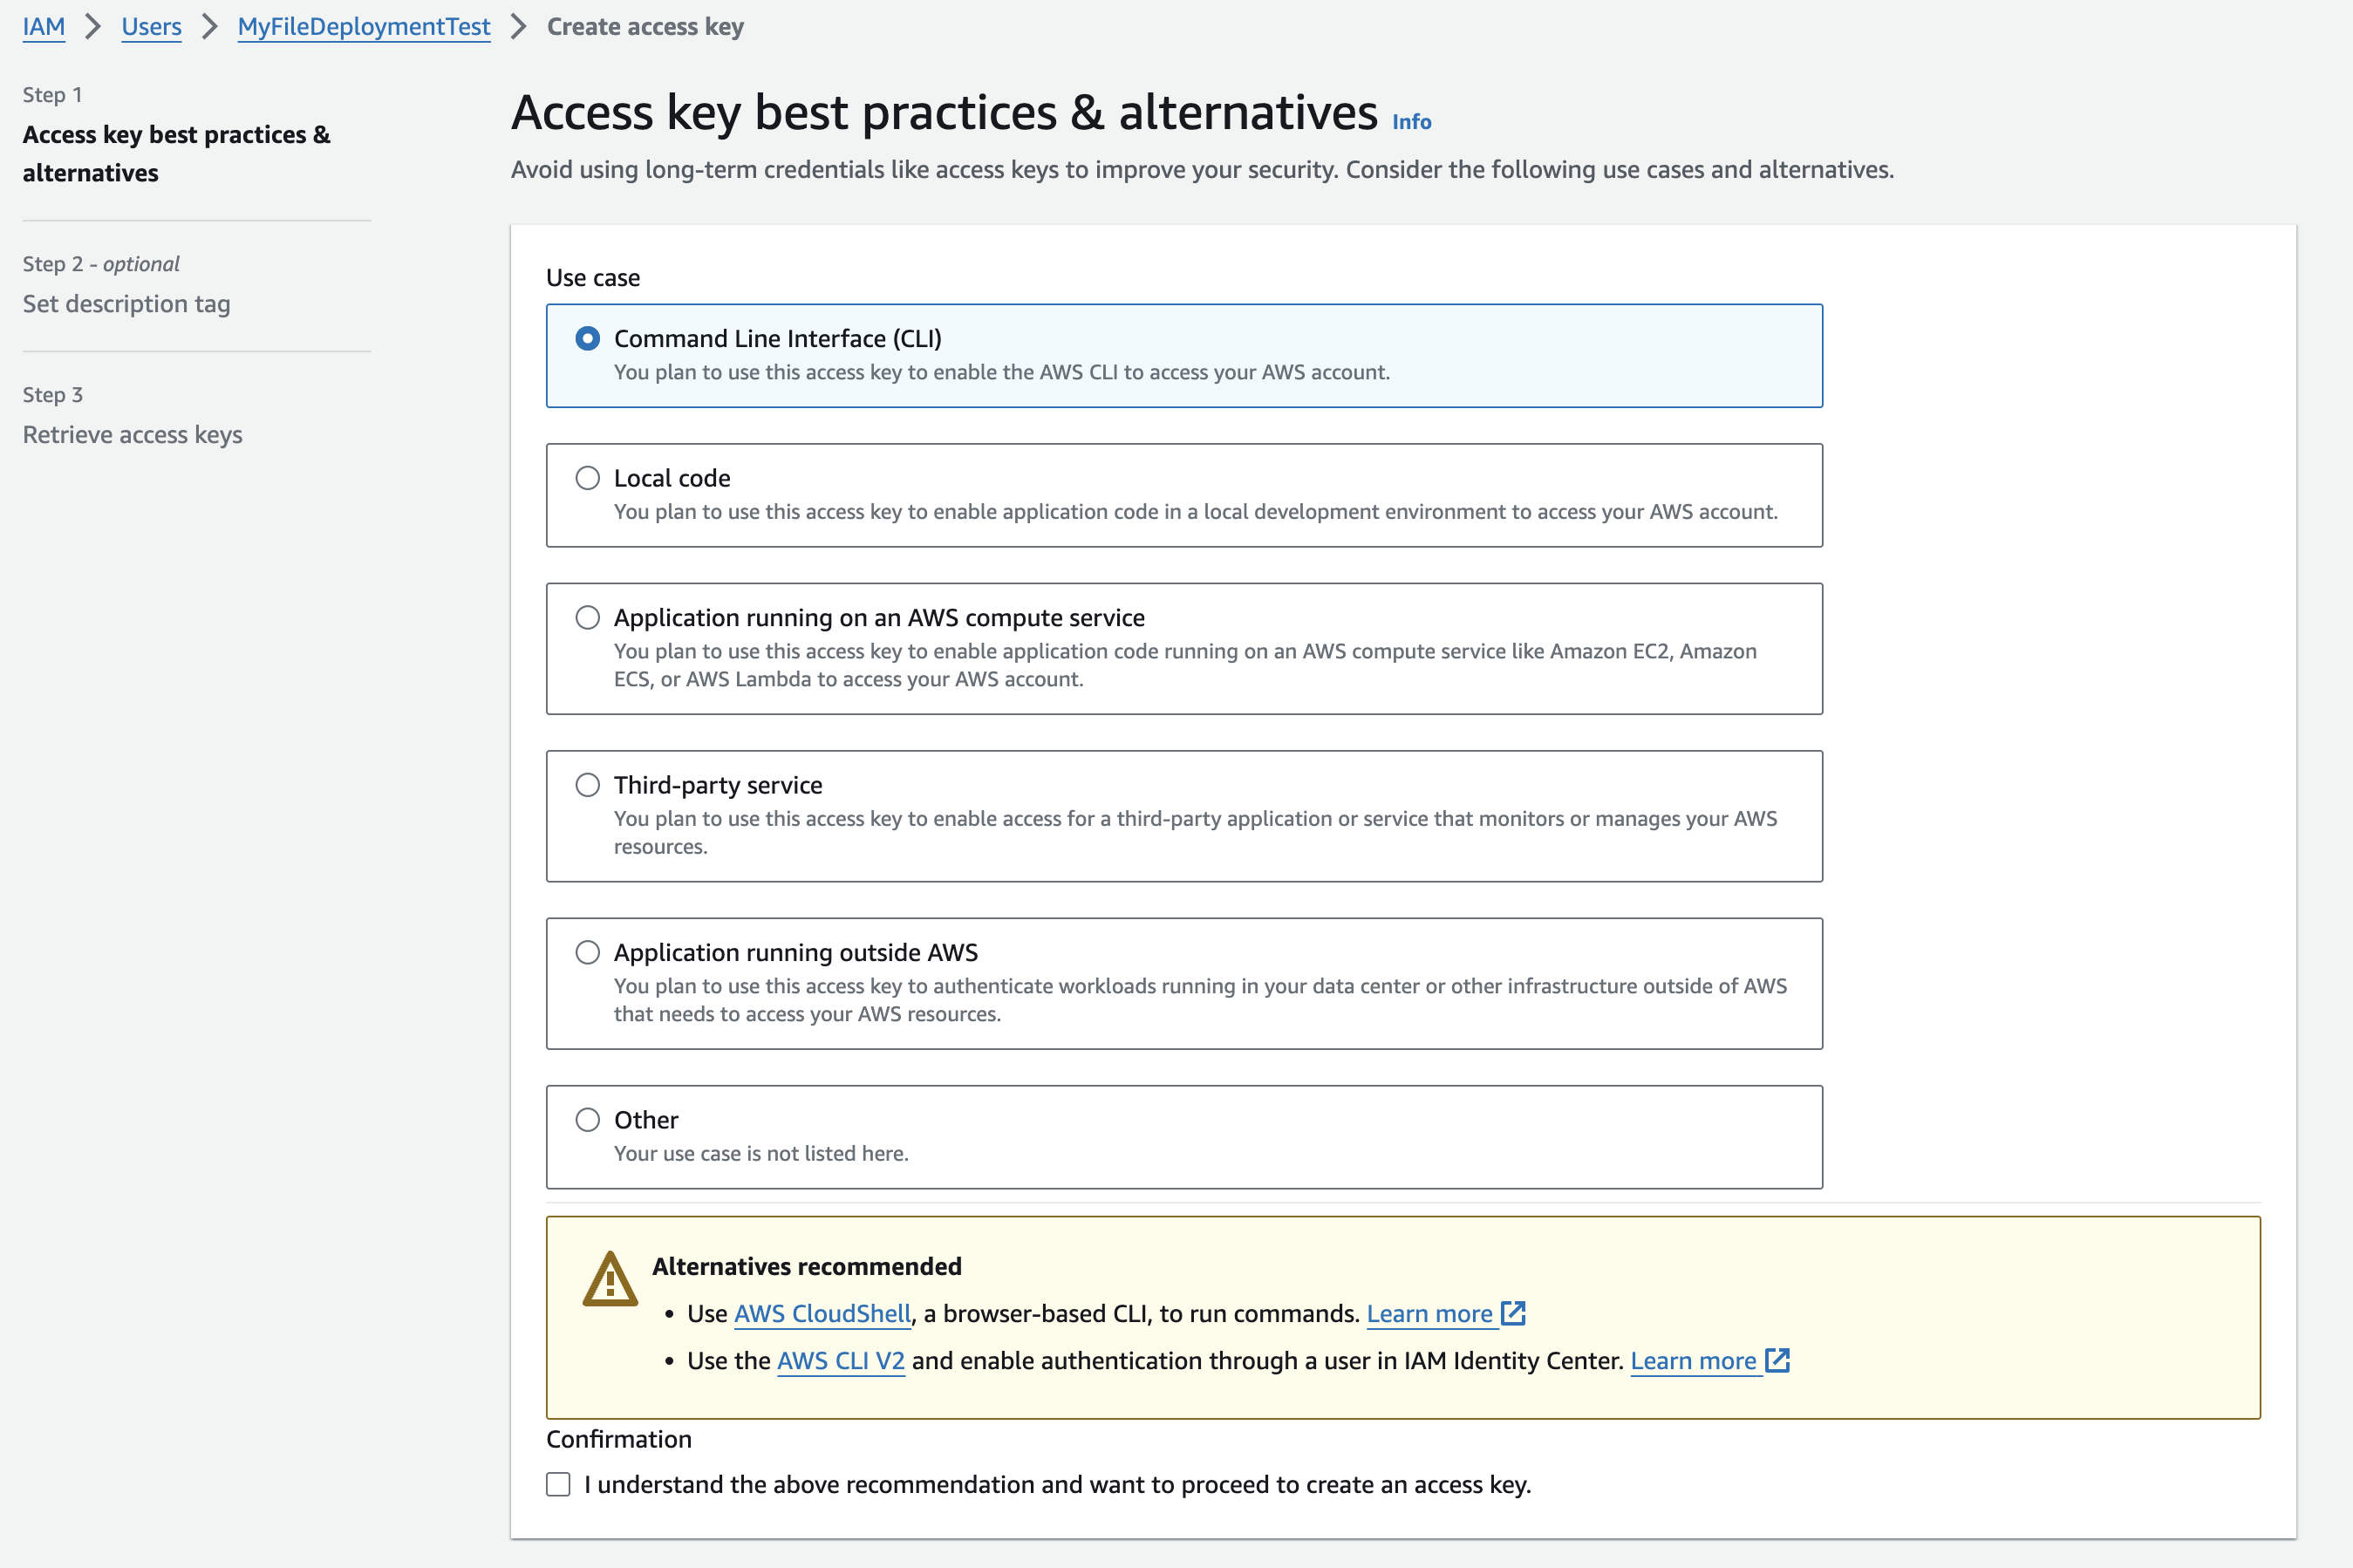 IAM > Users > MyFileDeploymentTest > Create access key
Step 1
Access key best practices &
alternatives
Step 2 - optional
Set description tag
Step 3
Retrieve access keys
Access key best practices & alternatives Info
Avoid using long-term credentials like access keys to improve your security. Consider the following use cases and alternatives.
Use case
Command Line Interface (CLI)
You plan to use this access key to enable the AWS CLI to access your AWS account.
Local code
You plan to use this access key to enable application code in a local development environment to access your AWS account.
Application running on an AWS compute service
You plan to use this access key to enable application code running on an AWS compute service like Amazon EC2, Amazon
ECS, or AWS Lambda to access your AWS account.
Third-party service
You plan to use this access key to enable access for a third-party application or service that monitors or manages your AWS
resources.
Application running outside AWS
You plan to use this access key to authenticate workloads running in your data center or other infrastructure outside of AWS
that needs to access your AWS resources.
Other
Your use case is not listed here.
Alternatives recommended
• Use AWS CloudShell, a browser-based CLI, to run commands. Learn more
• Use the AWS CLI V2 and enable authentication through a user in IAM Identity Center. Learn more
Confirmation
I understand the above recommendation and want to proceed to create an access key.